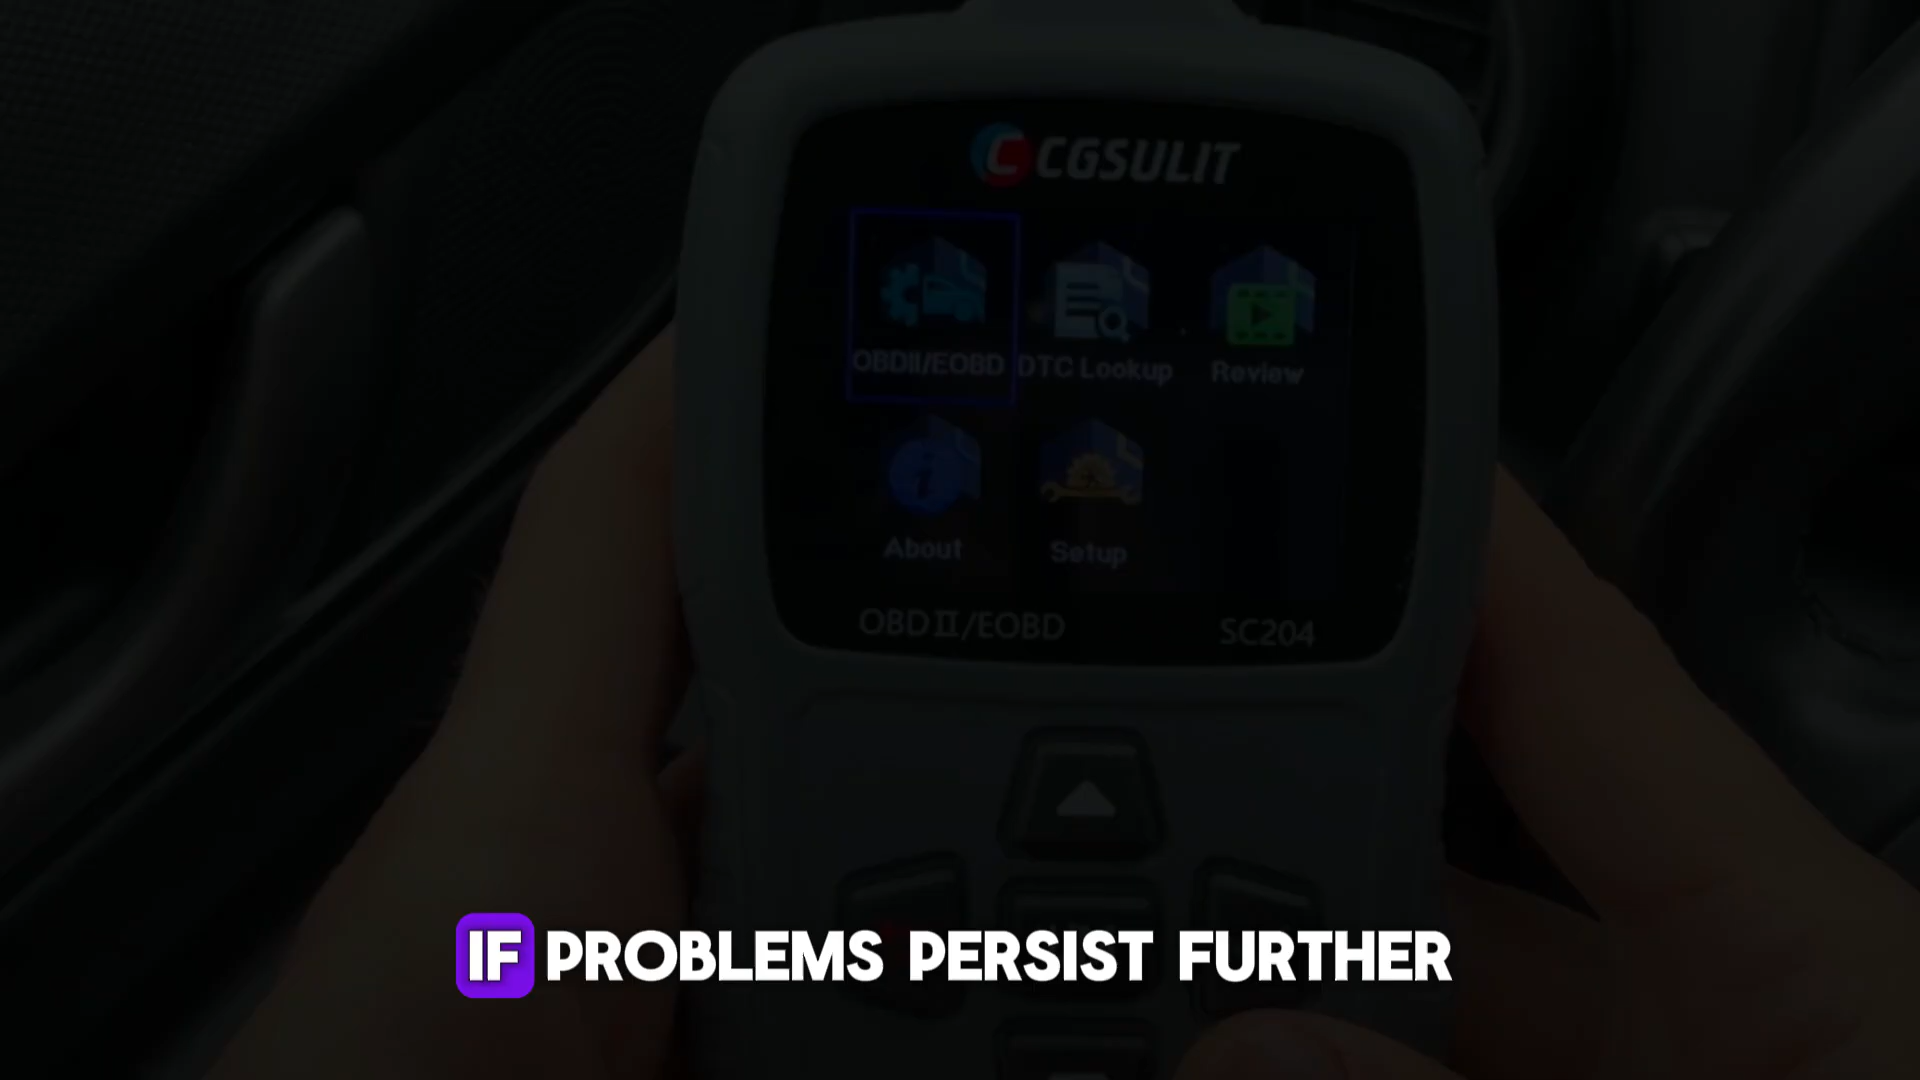 CGSULIT
OBDII/EOBD DTC Lookup Review
About Setup
OBDII/EOBD SC204
IF PROBLEMS PERSIST FURTHER